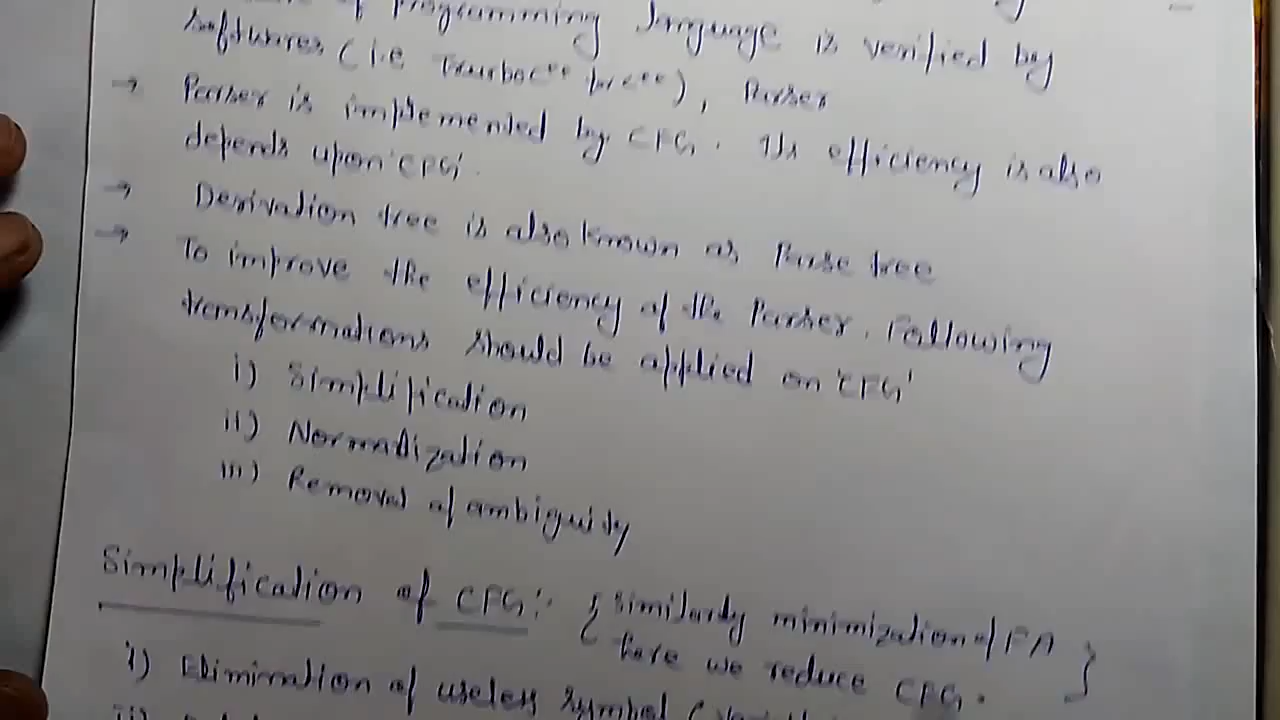 of programming language is verified by
softwares (i.e Turboc++ ), Parser
→ Parser is implemented by CFG. Its efficiency is also
depends upon 'CFG'.
→ Derivation tree is also known as Parse tree
→ To improve the efficiency of the Parser. Following
transformations should be applied on 'CFG'
i) Simplification
ii) Normalization
iii) Removal of ambiguity
Simplification of CFG:- { Similarly minimization of FA
here we reduce CFG. }
i) Elimination of useless symbol (
ii)